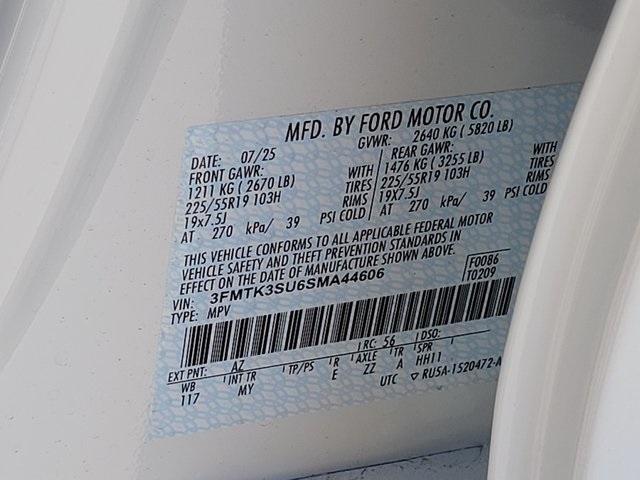 MFD. BY FORD MOTOR CO.
DATE: 07/25 GVWR: 2640 KG ( 5820 LB)
FRONT GAWR: REAR GAWR:
1211 KG ( 2670 LB) WITH 1476 KG ( 3255 LB) WITH
225/55R19 103H TIRES 225/55R19 103H TIRES
19x7.5J RIMS 19x7.5J RIMS
AT 270 kPa/ 39 PSI COLD AT 270 kPa/ 39 PSI COLD
THIS VEHICLE CONFORMS TO ALL APPLICABLE FEDERAL MOTOR
VEHICLE SAFETY AND THEFT PREVENTION STANDARDS IN
EFFECT ON THE DATE OF MANUFACTURE SHOWN ABOVE.
VIN: 3FMTK3SU6SMA44606 F0086
TYPE: MPV T0209
EXT PNT: AZ RC: 56 DSO:
WB INT TR TP/PS R AXLE TR SPR
117 MY E ZZ A HH11
UTC RU5A-1520472-A